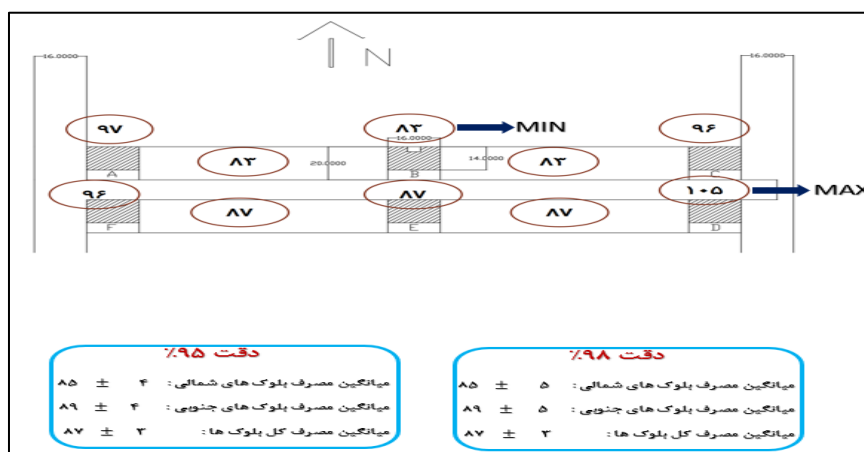 N
16.0000 16.0000
۹۷ ۸۳ MIN ۹۶
16.0000
۸۳ 20.0000 14.0000 ۸۳
A B C
۹۶ ۸۷ ۱۰۵ MAX
۸۷ ۸۷
F E D
دقت ۹۵٪
میانگین مصرف بلوک های شمالی : ۴ ± ۸۵
میانگین مصرف بلوک های جنوبی : ۴ ± ۸۹
میانگین مصرف کل بلوک ها : ۳ ± ۸۷
دقت ۹۸٪
میانگین مصرف بلوک های شمالی : ۵ ± ۸۵
میانگین مصرف بلوک های جنوبی : ۵ ± ۸۹
میانگین مصرف کل بلوک ها : ۳ ± ۸۷